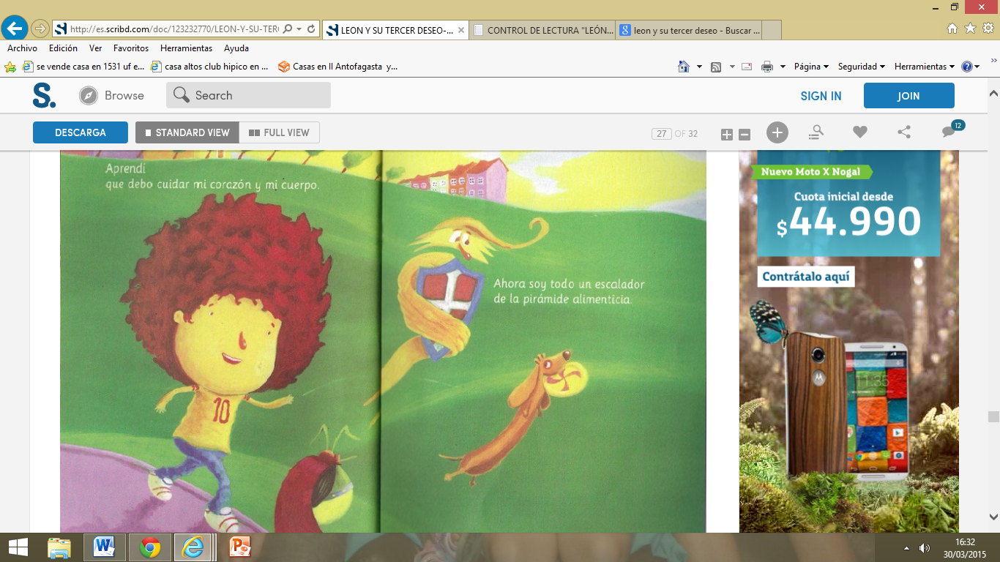 http://es.scribd.com/doc/123232770/LEON-Y-SU-TER
LEON Y SU TERCER DESEO-...
CONTROL DE LECTURA "LEÓN...
leon y su tercer deseo - Buscar ...
Archivo Edición Ver Favoritos Herramientas Ayuda
se vende casa en 1531 uf e...
casa altos club hipico en ...
Casas en II Antofagasta y...
Página Seguridad Herramientas
S. Browse Search SIGN IN JOIN
DESCARGA STANDARD VIEW FULL VIEW 27 OF 32 12
Aprendí
que debo cuidar mi corazón y mi cuerpo.
10
Ahora soy todo un escalador
de la pirámide alimenticia.
Nuevo Moto X Nogal
Cuota inicial desde
$44.990
Contrátalo aquí
11:35
16:32
30/03/2015